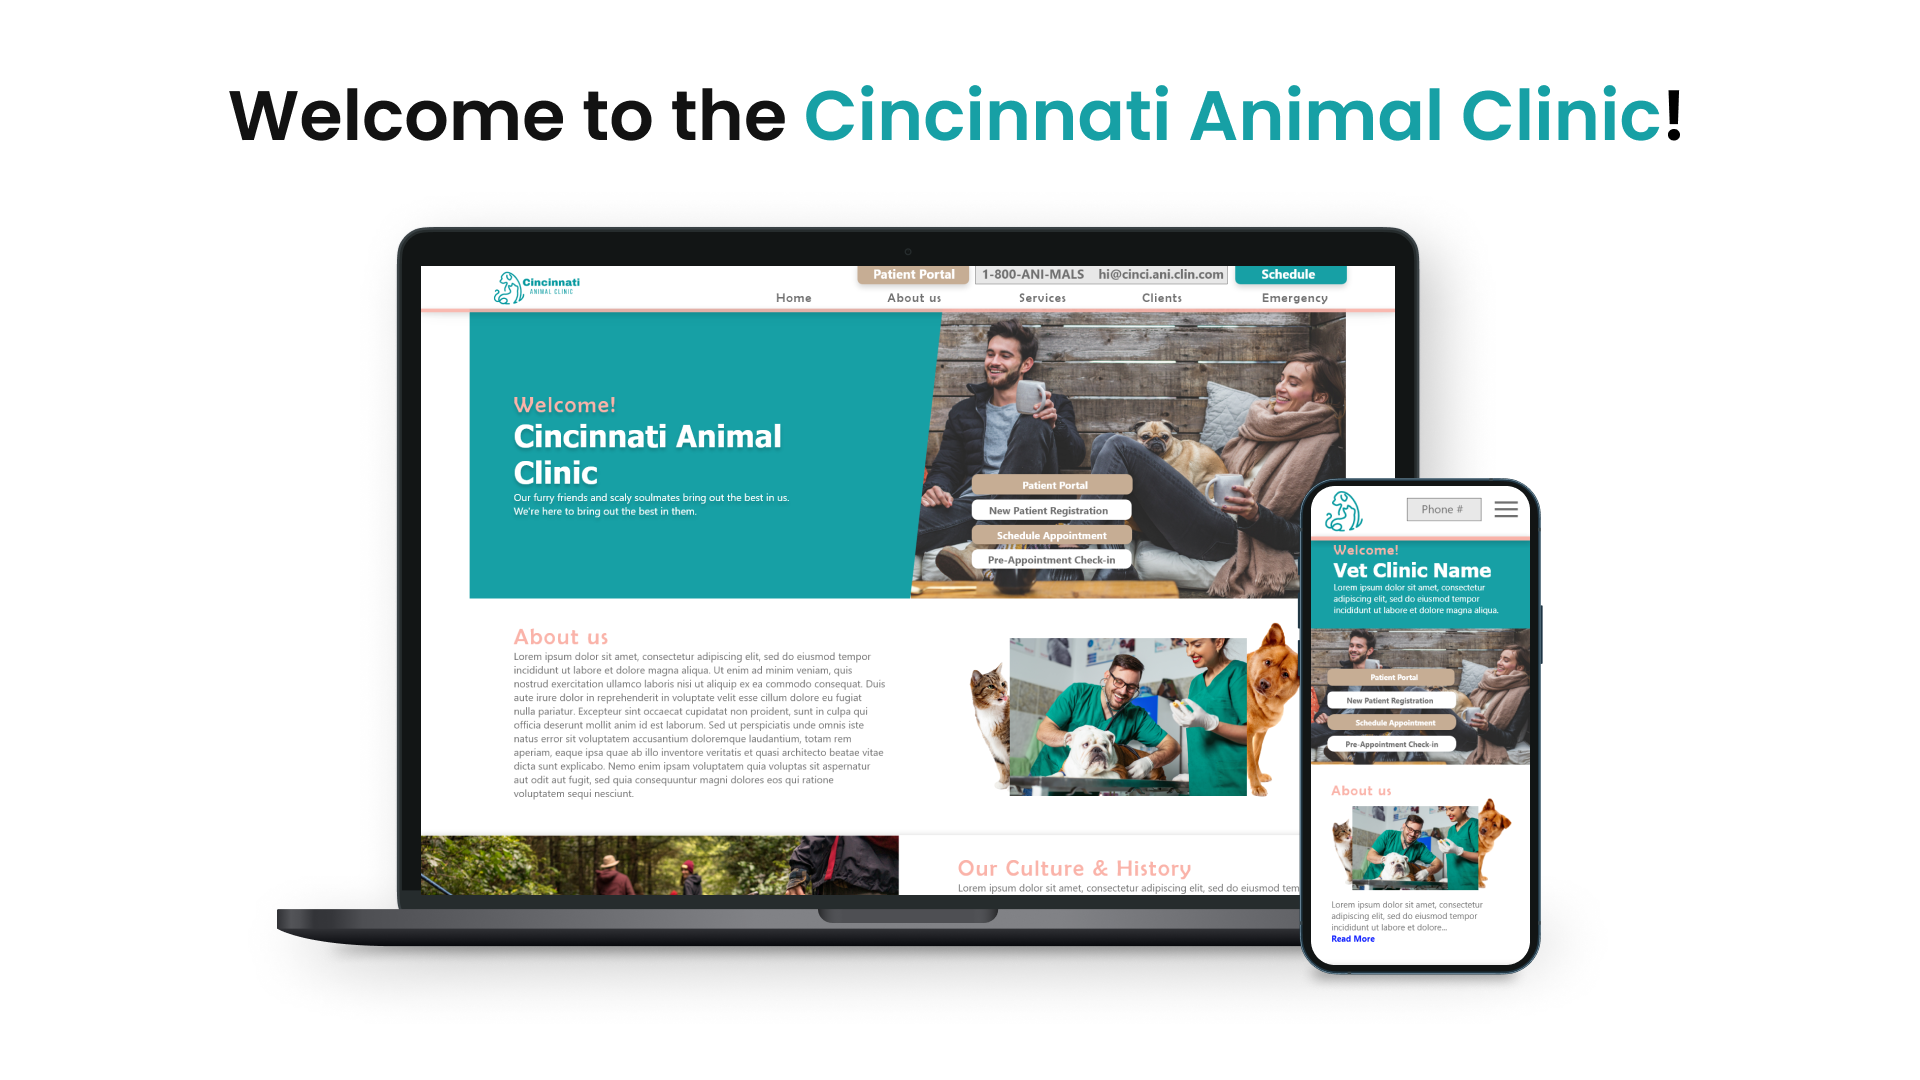 Welcome to the Cincinnati Animal Clinic!
Cincinnati
ANIMAL CLINIC
Patient Portal
1-800-ANI-MALS hi@cinci.ani.clin.com
Schedule
Home About us Services Clients Emergency
Welcome!
Cincinnati Animal
Clinic
Our furry friends and scaly soulmates bring out the best in us.
We're here to bring out the best in them.
Patient Portal
New Patient Registration
Schedule Appointment
Pre-Appointment Check-in
About us
Lorem ipsum dolor sit amet, consectetur adipiscing elit, sed do eiusmod tempor
incididunt ut labore et dolore magna aliqua. Ut enim ad minim veniam, quis
nostrud exercitation ullamco laboris nisi ut aliquip ex ea commodo consequat. Duis
aute irure dolor in reprehenderit in voluptate velit esse cillum dolore eu fugiat
nulla pariatur. Excepteur sint occaecat cupidatat non proident, sunt in culpa qui
officia deserunt mollit anim id est laborum. Sed ut perspiciatis unde omnis iste
natus error sit voluptatem accusantium doloremque laudantium, totam rem
aperiam, eaque ipsa quae ab illo inventore veritatis et quasi architecto beatae vitae
dicta sunt explicabo. Nemo enim ipsam voluptatem quia voluptas sit aspernatur
aut odit aut fugit, sed quia consequuntur magni dolores eos qui ratione
voluptatem sequi nesciunt.
Our Culture & History
Lorem ipsum dolor sit amet, consectetur adipiscing elit, sed do eiusmod tem
Phone #
Welcome!
Vet Clinic Name
Lorem ipsum dolor sit amet, consectetur
adipiscing elit, sed do eiusmod tempor
incididunt ut labore et dolore magna aliqua.
Patient Portal
New Patient Registration
Schedule Appointment
Pre-Appointment Check-in
About us
Lorem ipsum dolor sit amet, consectetur
adipiscing elit, sed do eiusmod tempor
incididunt ut labore et dolore...
Read More